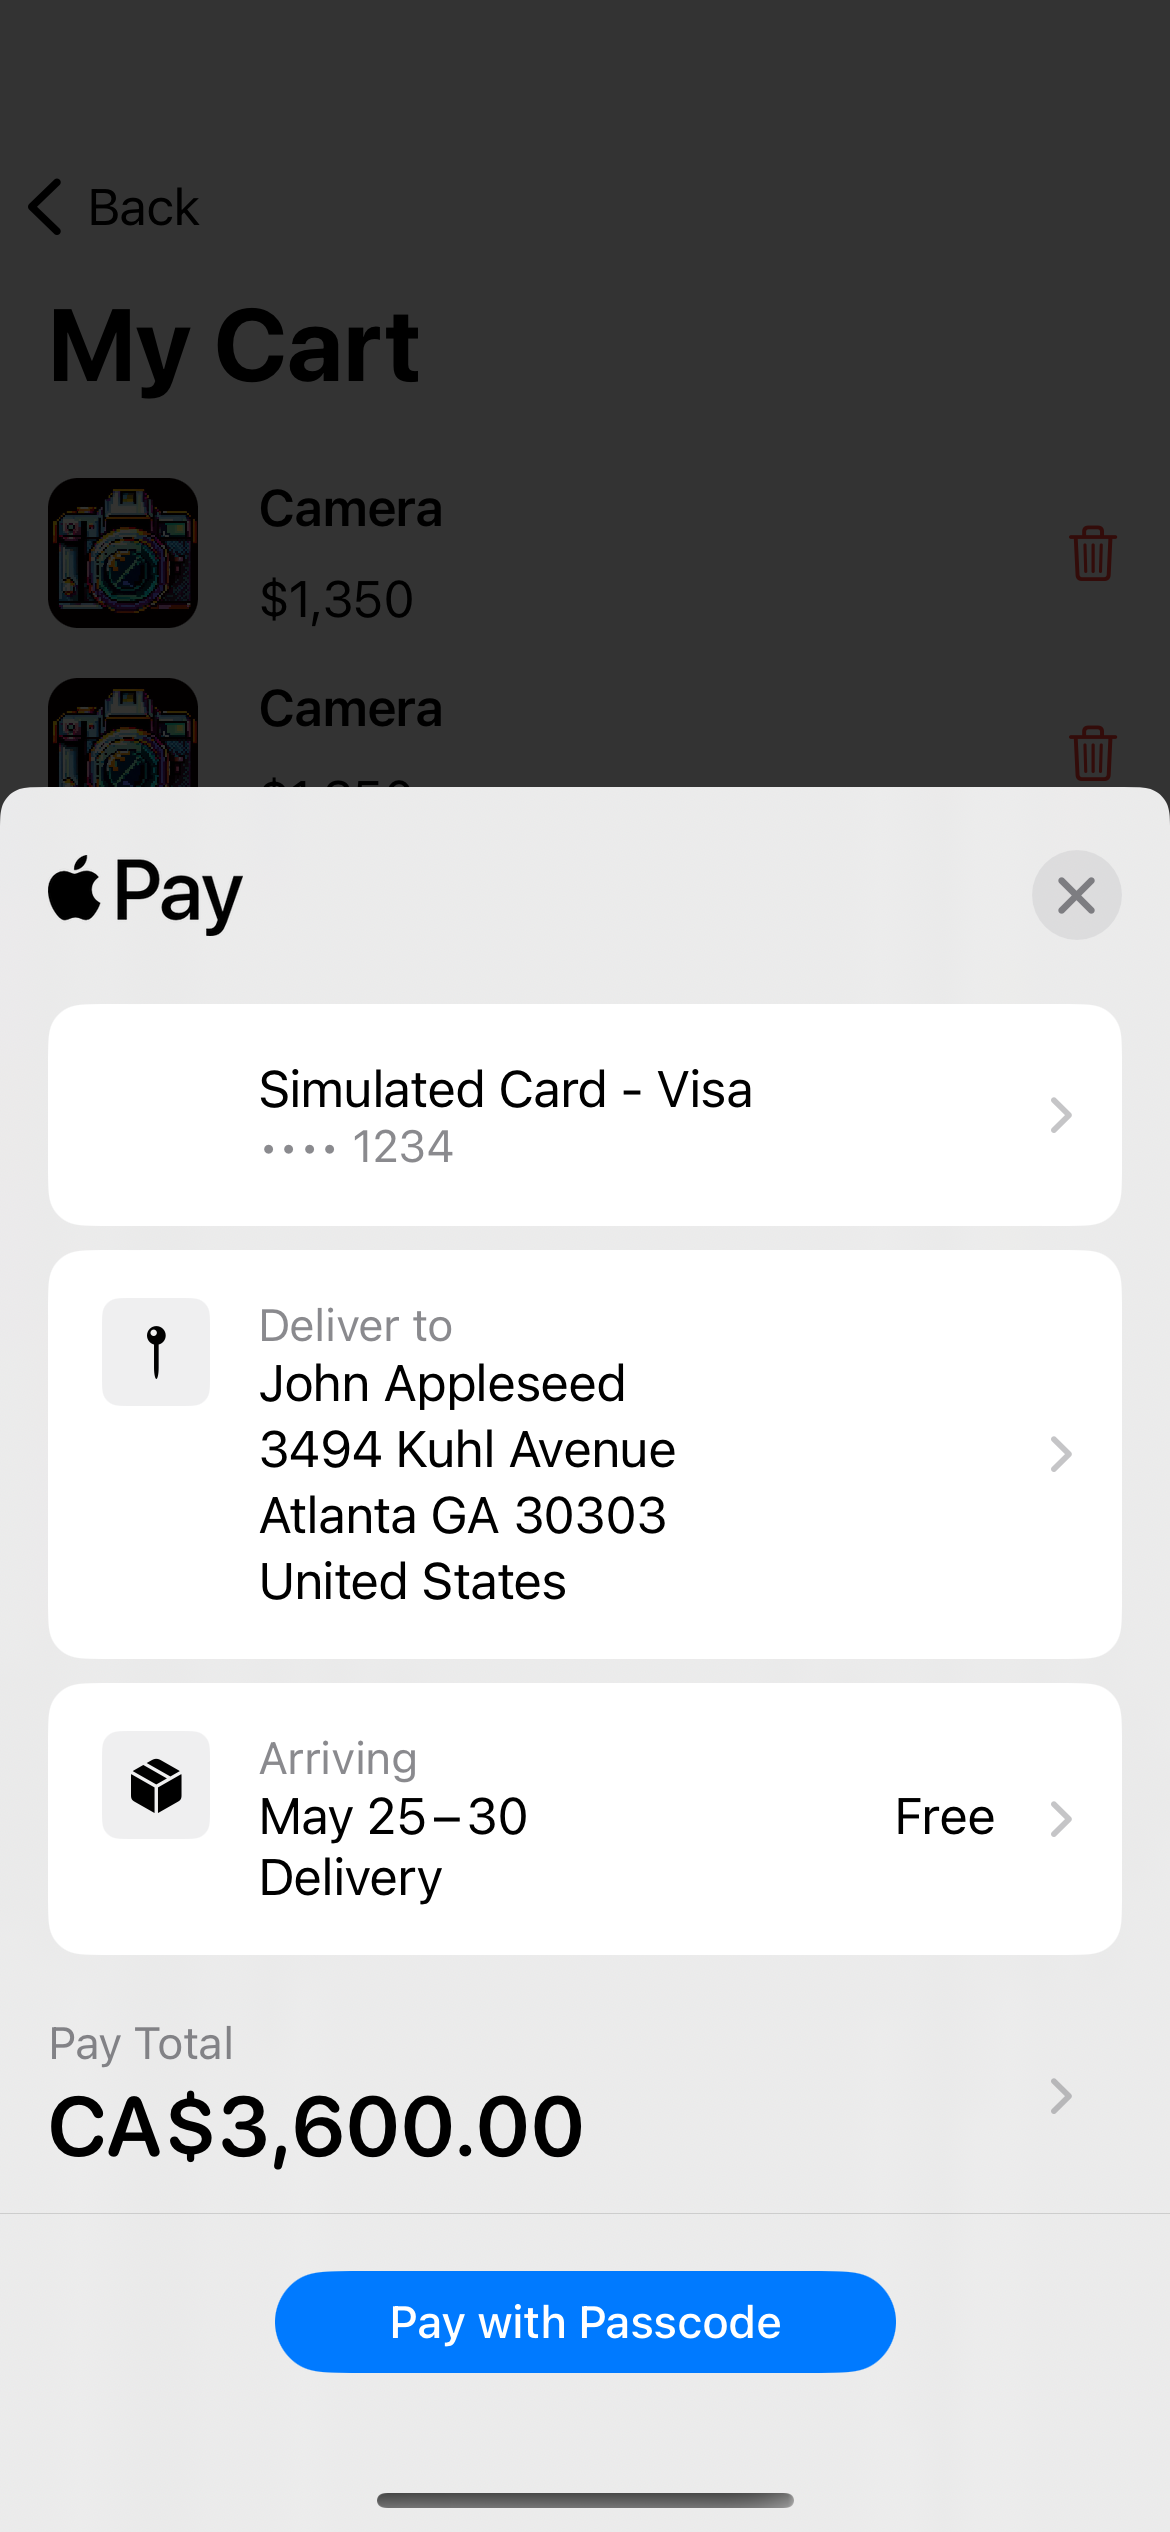 Back
My Cart
Camera
$1,350
Camera
Pay
Simulated Card - Visa
•••• 1234
Deliver to
John Appleseed
3494 Kuhl Avenue
Atlanta GA 30303
United States
Arriving
May 25–30
Free
Delivery
Pay Total
CA$3,600.00
Pay with Passcode